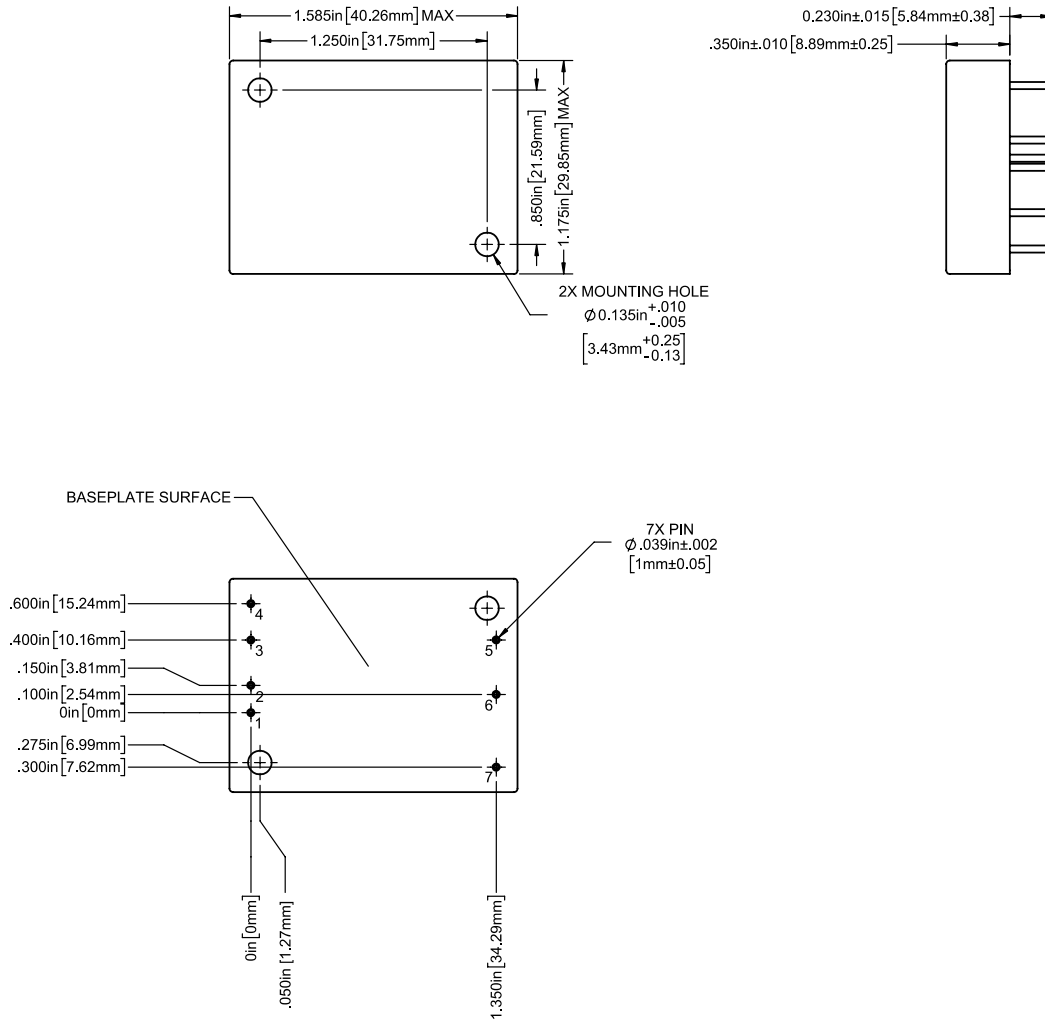 1.585in[40.26mm] MAX
1.250in[31.75mm]
.850in[21.59mm]
1.175in[29.85mm] MAX
2X MOUNTING HOLE
Ø0.135in +.010 -.005
[3.43mm +0.25 -0.13]
0.230in±.015[5.84mm±0.38]
.350in±.010[8.89mm±0.25]
BASEPLATE SURFACE
7X PIN
Ø.039in±.002
[1mm±0.05]
.600in[15.24mm]
.400in[10.16mm]
.150in[3.81mm]
.100in[2.54mm]
0in[0mm]
.275in[6.99mm]
.300in[7.62mm]
4
3
2
1
5
6
7
0in[0mm]
.050in[1.27mm]
1.350in[34.29mm]